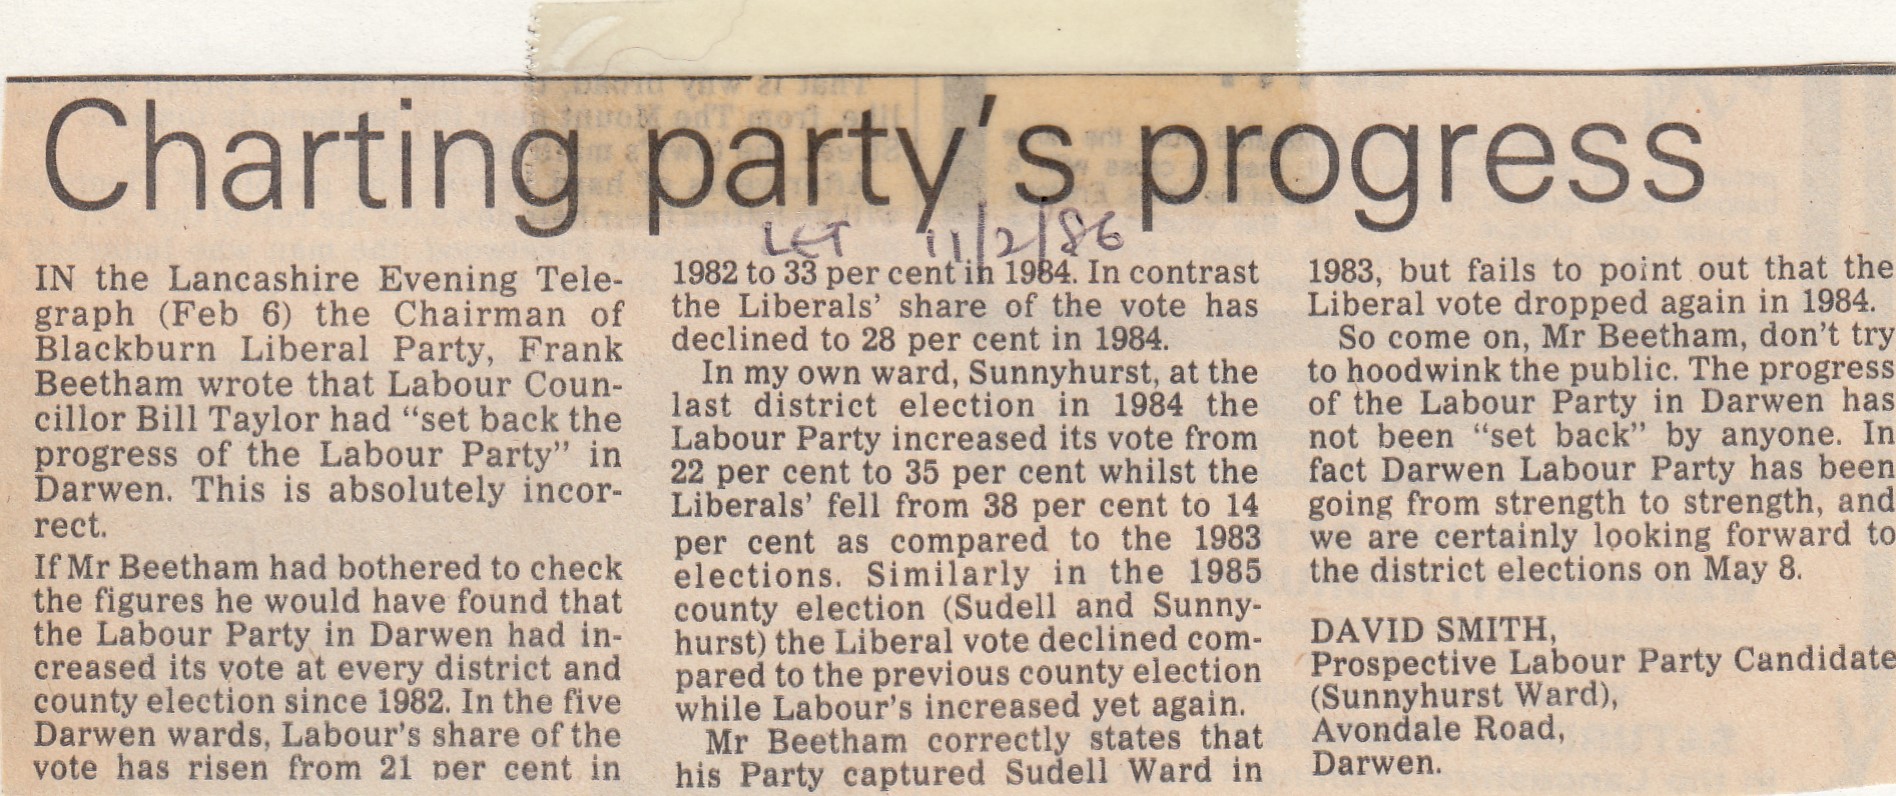 Charting party's progress
LET 11/2/86
IN the Lancashire Evening Tele-
graph (Feb 6) the Chairman of
Blackburn Liberal Party, Frank
Beetham wrote that Labour Coun-
cillor Bill Taylor had “set back the
progress of the Labour Party” in
Darwen. This is absolutely incor-
rect.
If Mr Beetham had bothered to check
the figures he would have found that
the Labour Party in Darwen had in-
creased its vote at every district and
county election since 1982. In the five
Darwen wards, Labour's share of the
vote has risen from 21 per cent in
1982 to 33 per cent in 1984. In contrast
the Liberals' share of the vote has
declined to 28 per cent in 1984.
In my own ward, Sunnyhurst, at the
last district election in 1984 the
Labour Party increased its vote from
22 per cent to 35 per cent whilst the
Liberals' fell from 38 per cent to 14
per cent as compared to the 1983
elections. Similarly in the 1985
county election (Sudell and Sunny-
hurst) the Liberal vote declined com-
pared to the previous county election
while Labour's increased yet again.
Mr Beetham correctly states that
his Party captured Sudell Ward in
1983, but fails to point out that the
Liberal vote dropped again in 1984.
So come on, Mr Beetham, don't try
to hoodwink the public. The progress
of the Labour Party in Darwen has
not been “set back” by anyone. In
fact Darwen Labour Party has been
going from strength to strength, and
we are certainly looking forward to
the district elections on May 8.
DAVID SMITH,
Prospective Labour Party Candidate
(Sunnyhurst Ward),
Avondale Road,
Darwen.